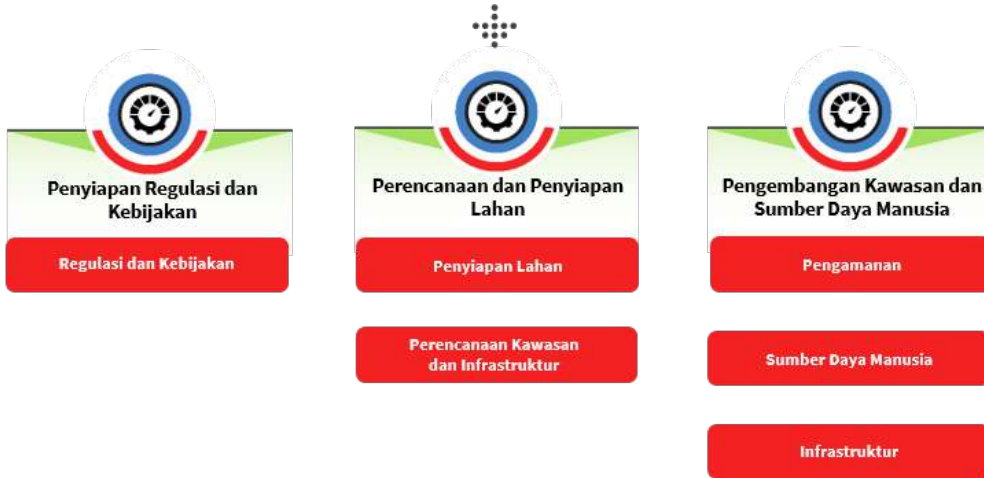 Penyiapan Regulasi dan
Kebijakan
Regulasi dan Kebijakan
Perencanaan dan Penyiapan
Lahan
Penyiapan Lahan
Perencanaan Kawasan
dan Infrastruktur
Pengembangan Kawasan dan
Sumber Daya Manusia
Pengamanan
Sumber Daya Manusia
Infrastruktur